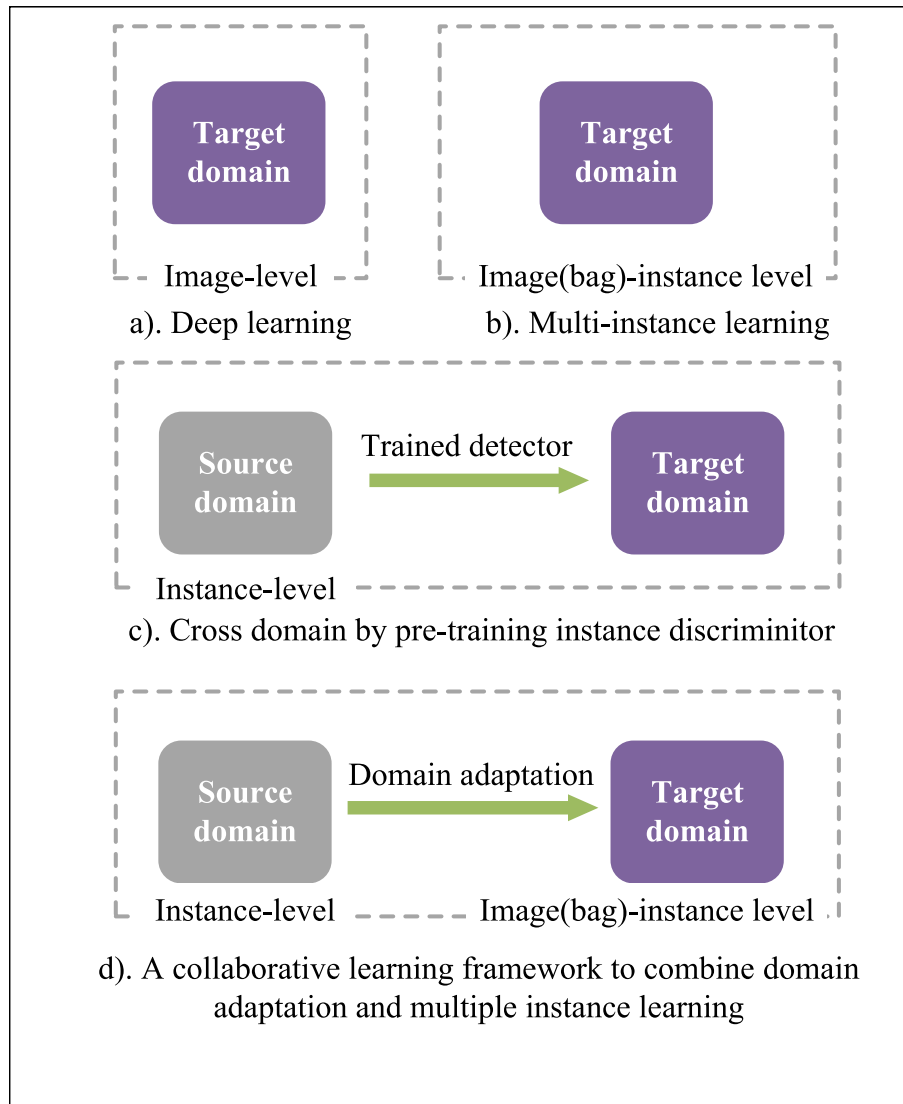 Target
domain
Target
domain
Image-level
Image(bag)-instance level
a). Deep learning
b). Multi-instance learning
Source
domain
Trained detector
Target
domain
Instance-level
c). Cross domain by pre-training instance discriminitor
Source
domain
Domain adaptation
Target
domain
Instance-level
Image(bag)-instance level
d). A collaborative learning framework to combine domain
adaptation and multiple instance learning